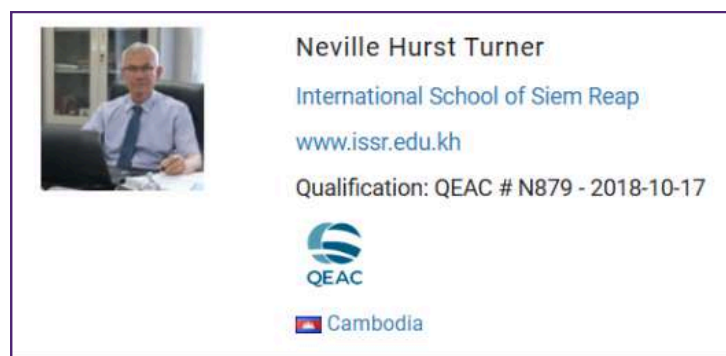 Neville Hurst Turner
International School of Siem Reap
www.issr.edu.kh
Qualification: QEAC # N879 - 2018-10-17
QEAC
Cambodia